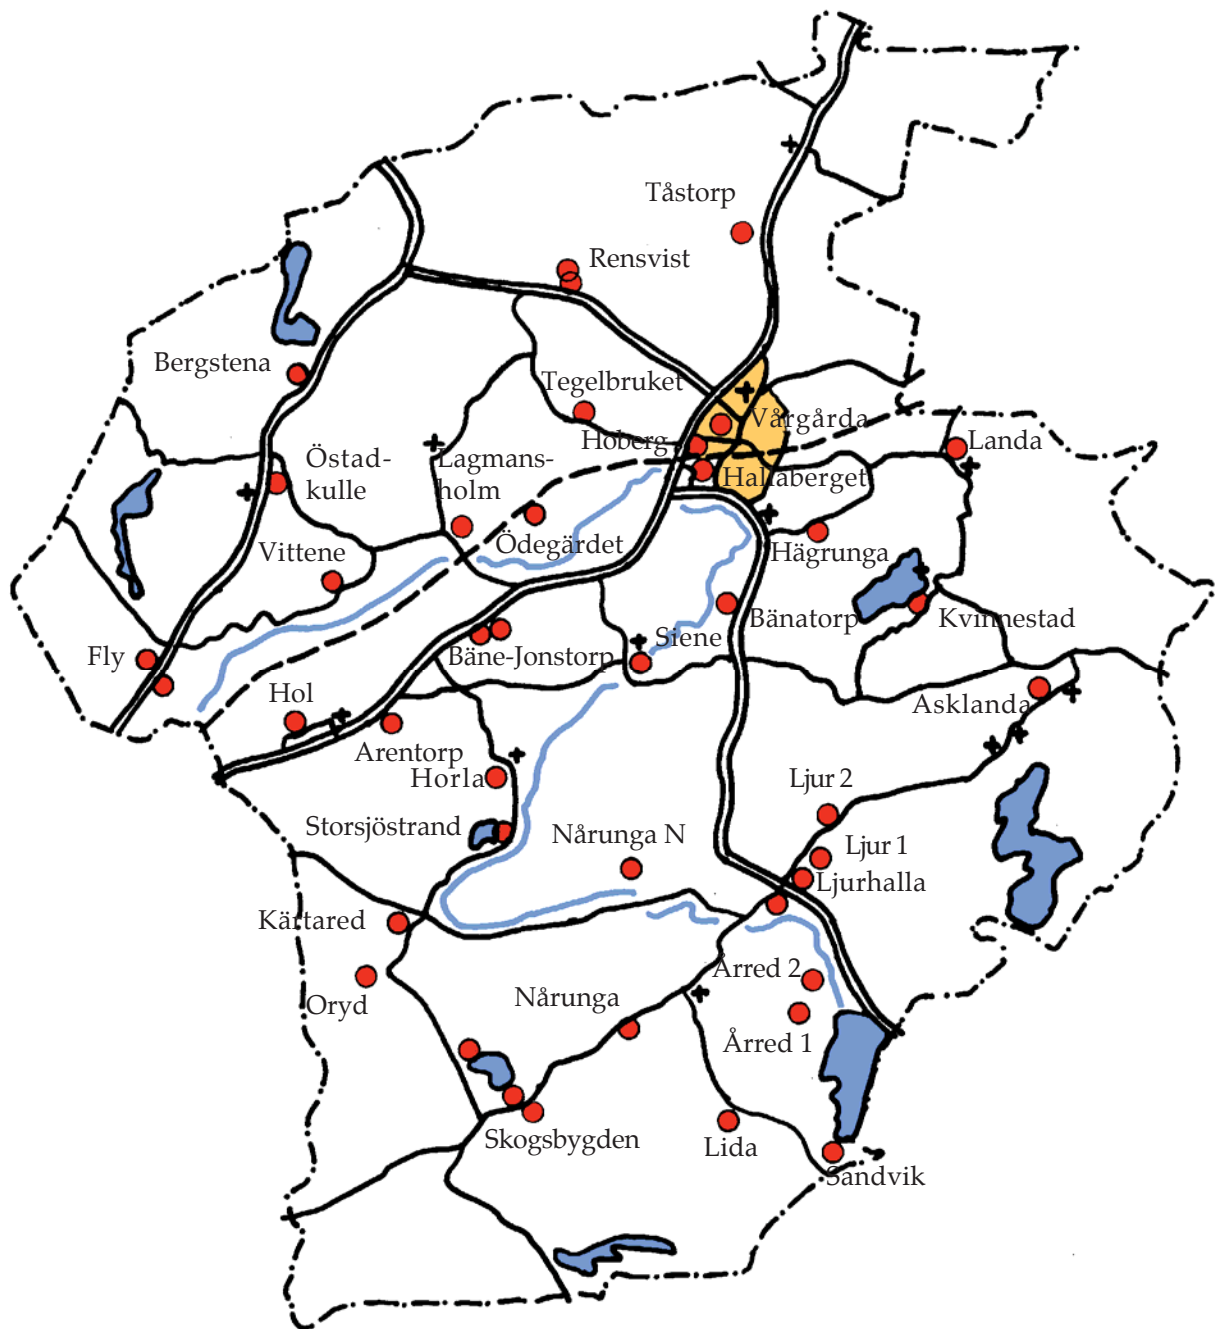 Tåstorp
Rensvist
Bergstena
Tegelbruket
Vårgårda
Hoberg
Landa
Östad-
kulle
Lagmans-
holm
Hallaberget
Ödegärdet
Hägrunga
Vittene
Bänatorp
Kvinnestad
Siene
Fly
Bäne-Jonstorp
Hol
Asklanda
Arentorp
Horla
Ljur 2
Storsjöstrand
Nårunga N
Ljur 1
Ljurhalla
Kärtared
Årred 2
Oryd
Nårunga
Årred 1
Skogsbygden
Lida
Sandvik